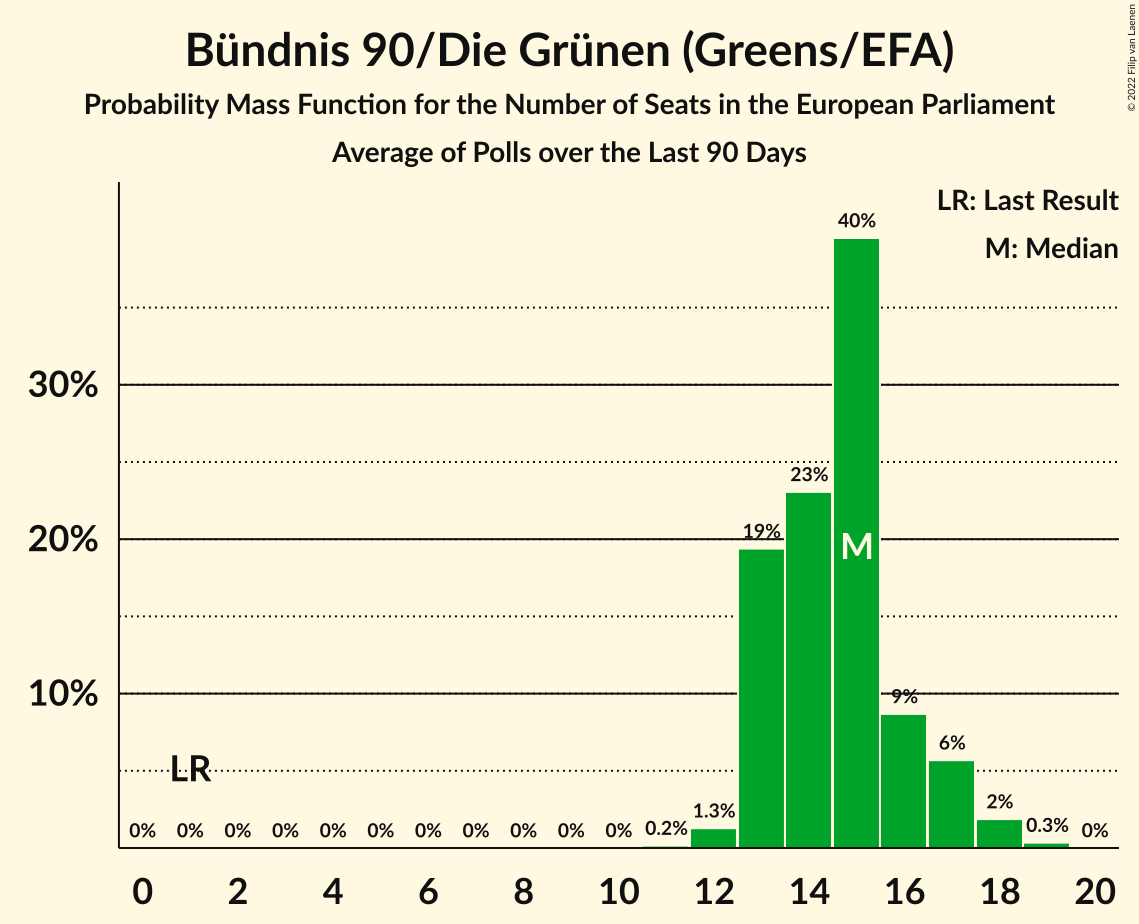 Bündnis 90/Die Grünen (Greens/EFA)
Probability Mass Function for the Number of Seats in the European Parliament
Average of Polls over the Last 90 Days
© 2022 Filip van Laenen
LR: Last Result
M: Median
40%
30%
23%
19%
20%
M
10%
9%
6%
LR
0% 0% 0% 0% 0% 0% 0% 0% 0% 0% 0% 0.2% 1.3% 2% 0.3% 0%
0 2 4 6 8 10 12 14 16 18 20